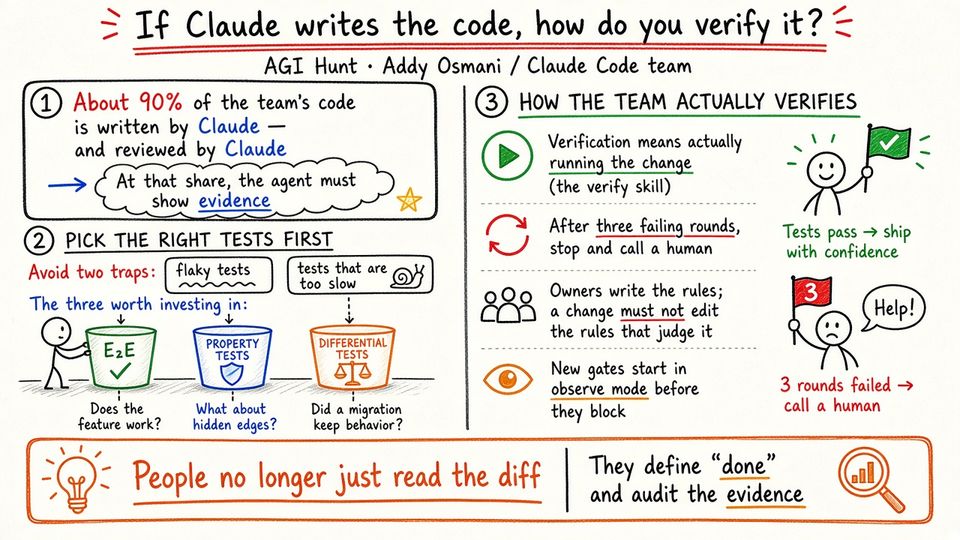 If Claude writes the code, how do you verify it?
AGI Hunt · Addy Osmani / Claude Code team
1 About 90% of the team's code
is written by Claude —
and reviewed by Claude
→ At that share, the agent must
show evidence
2 PICK THE RIGHT TESTS FIRST
Avoid two traps:
flaky tests
tests that are
too slow
The three worth investing in:
E2E
PROPERTY
TESTS
DIFFERENTIAL
TESTS
Does the
feature work?
What about
hidden edges?
Did a migration
keep behavior?
3 HOW THE TEAM ACTUALLY VERIFIES
Verification means actually
running the change
(the verify skill)
After three failing rounds,
stop and call a human
Owners write the rules;
a change must not edit
the rules that judge it
New gates start in
observe mode before
they block
Tests pass → ship
with confidence
3
Help!
3 rounds failed →
call a human
People no longer just read the diff
They define “done”
and audit the evidence